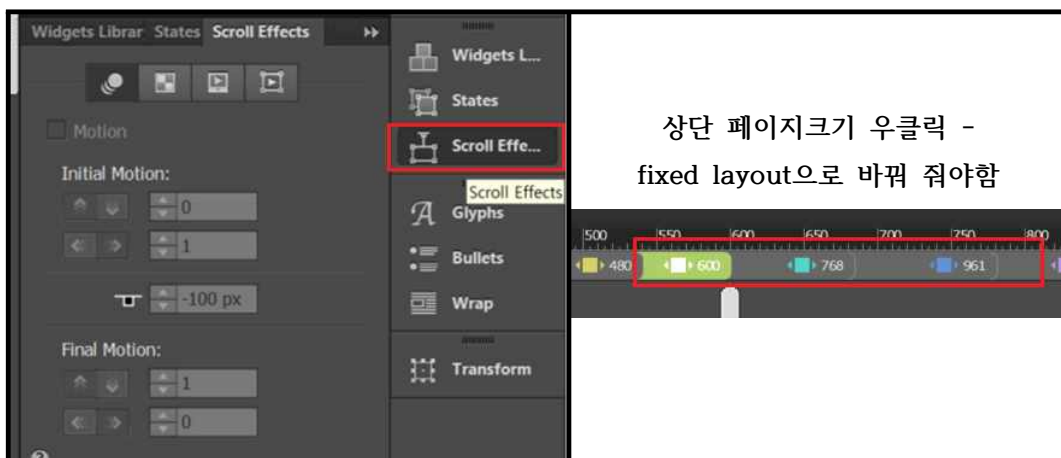 Widgets Librar States Scroll Effects
Motion
Initial Motion:
0
1
-100 px
Final Motion:
1
0
Widgets L...
States
Scroll Effe...
Scroll Effects
Glyphs
Bullets
Wrap
Transform
상단 페이지크기 우클릭 -
fixed layout으로 바꿔 줘야함
500 550 600 650 700 750 800
480 600 768 961